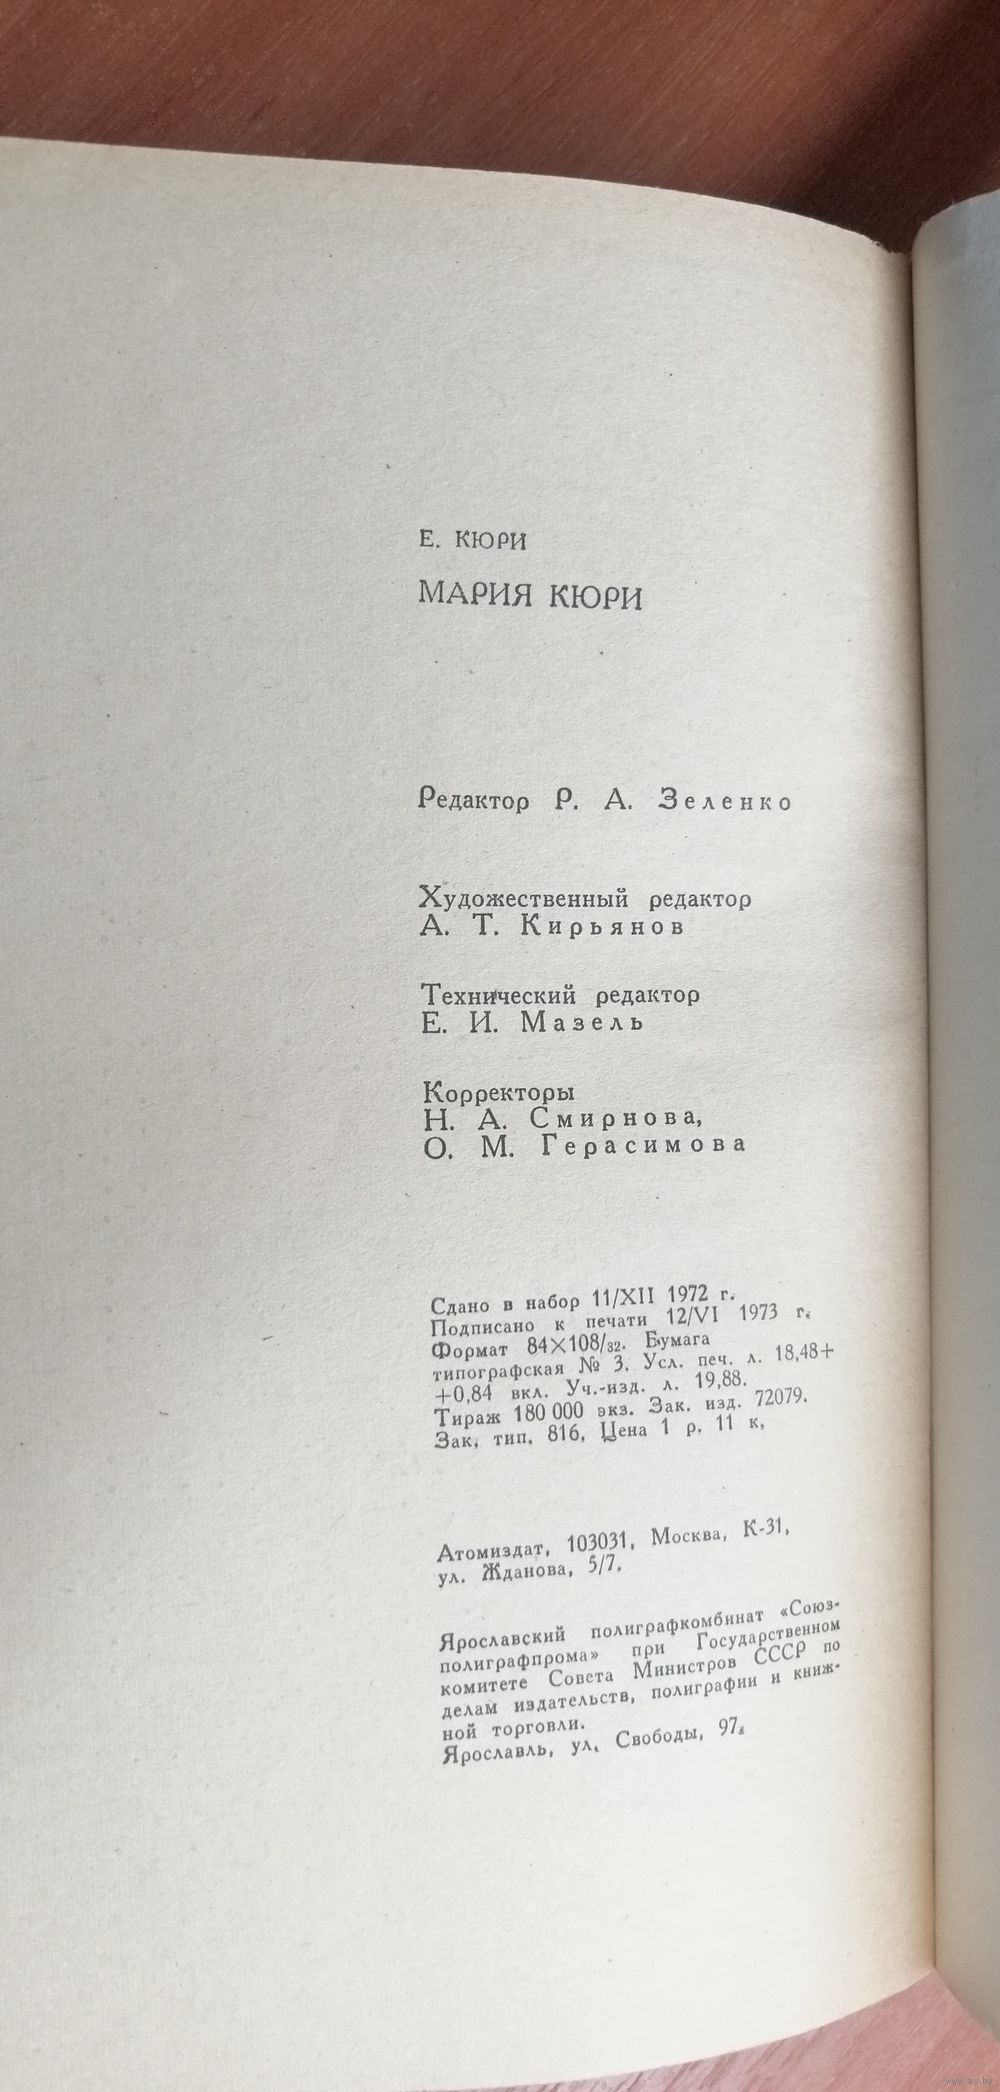 Е. КЮРИ
МАРИЯ КЮРИ
Редактор Р. А. Зеленко
Художественный редактор
А. Т. Кирьянов
Технический редактор
Е. И. Мазель
Корректоры
Н. А. Смирнова,
О. М. Герасимова
Сдано в набор 11/XII 1972 г.
Подписано к печати 12/VI 1973 г.
Формат 84×108/32. Бумага
типографская № 3. Усл. печ. л. 18,48+
+0,84 вкл. Уч.-изд. л. 19,88.
Тираж 180 000 экз. Зак. изд. 72079.
Зак. тип. 816. Цена 1 р. 11 к.
Атомиздат, 103031, Москва, К-31,
ул. Жданова, 5/7.
Ярославский полиграфкомбинат «Союз-
полиграфпрома» при Государственном
комитете Совета Министров СССР по
делам издательств, полиграфии и книж-
ной торговли.
Ярославль, ул. Свободы, 97.
www.ay.by